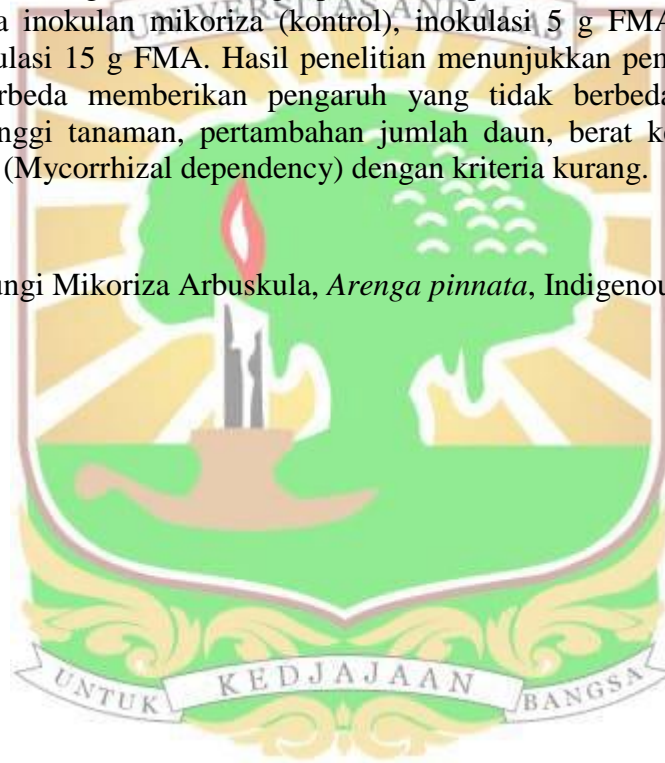 a inokulan mikoriza (kontrol), inokulasi 5 g FMA
ulasi 15 g FMA. Hasil penelitian menunjukkan pen
rbeda memberikan pengaruh yang tidak berbeda
nggi tanaman, pertambahan jumlah daun, berat k
(Mycorrhizal dependency) dengan kriteria kurang.
ngi Mikoriza Arbuskula, Arenga pinnata, Indigenou
UNIVERSITAS ANDALAS
UNTUK KEDJAJAAN BANGSA